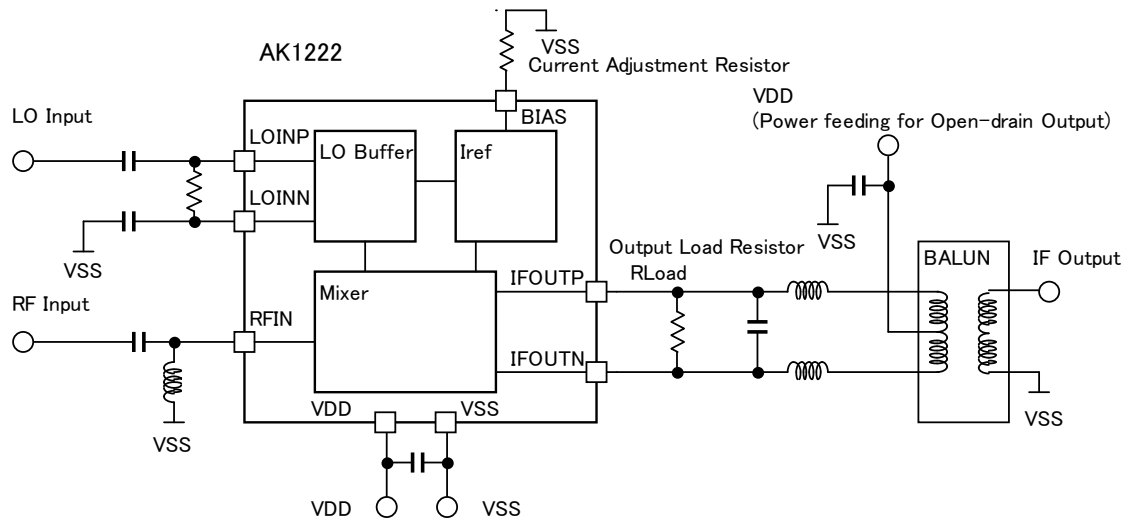 AK1222
VSS
Current Adjustment Resistor
BIAS
VDD
(Power feeding for Open-drain Output)
LO Input
LOINP
LO Buffer
Iref
LOINN
VSS
VSS
Output Load Resistor
RLoad
BALUN
IF Output
RF Input
RFIN
Mixer
IFOUTP
IFOUTN
VSS
VDD
VSS
VSS
VDD
VSS